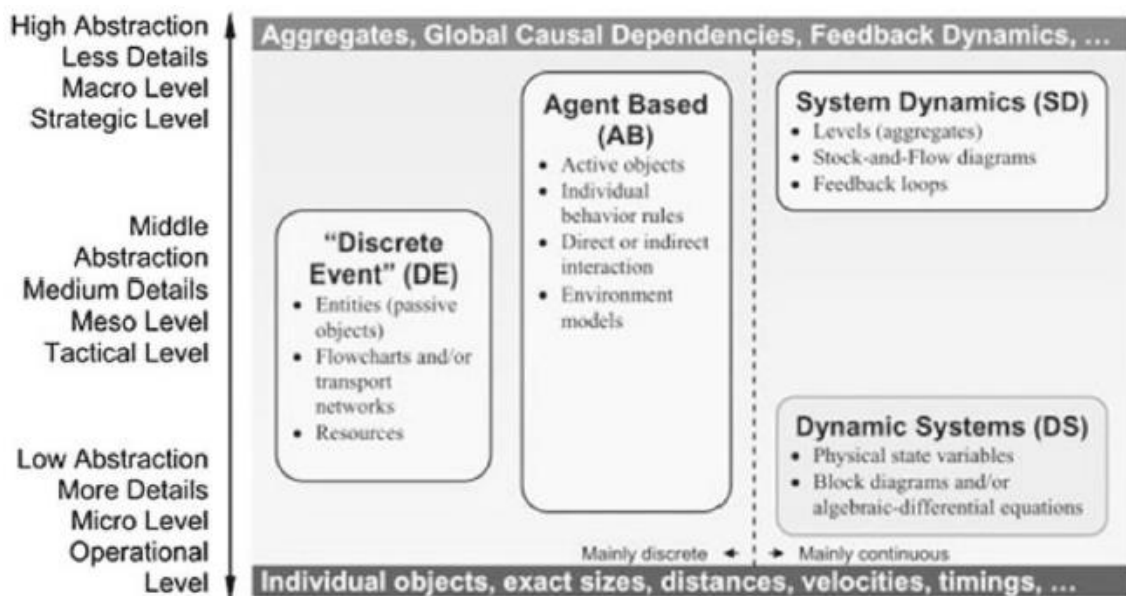 High Abstraction
Less Details
Macro Level
Strategic Level
Middle
Abstraction
Medium Details
Meso Level
Tactical Level
Low Abstraction
More Details
Micro Level
Operational
Level
Aggregates, Global Causal Dependencies, Feedback Dynamics, ...
“Discrete
Event” (DE)
• Entities (passive
objects)
• Flowcharts and/or
transport
networks
• Resources
Agent Based
(AB)
• Active objects
• Individual
behavior rules
• Direct or indirect
interaction
• Environment
models
System Dynamics (SD)
• Levels (aggregates)
• Stock-and-Flow diagrams
• Feedback loops
Dynamic Systems (DS)
• Physical state variables
• Block diagrams and/or
algebraic-differential equations
Mainly discrete
Mainly continuous
Individual objects, exact sizes, distances, velocities, timings, ...